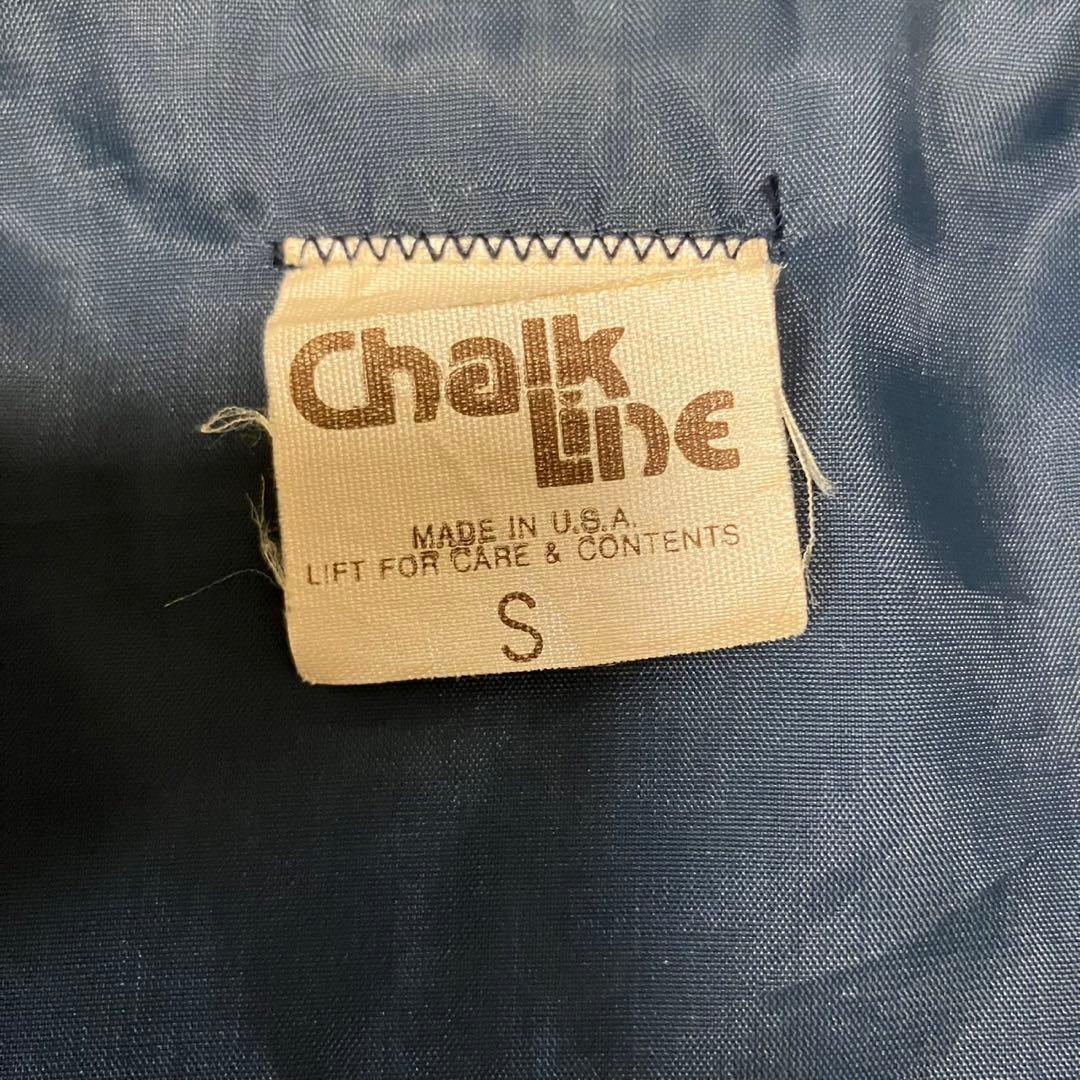 Chalk
Line
MADE IN U.S.A.
LIFT FOR CARE & CONTENTS
S